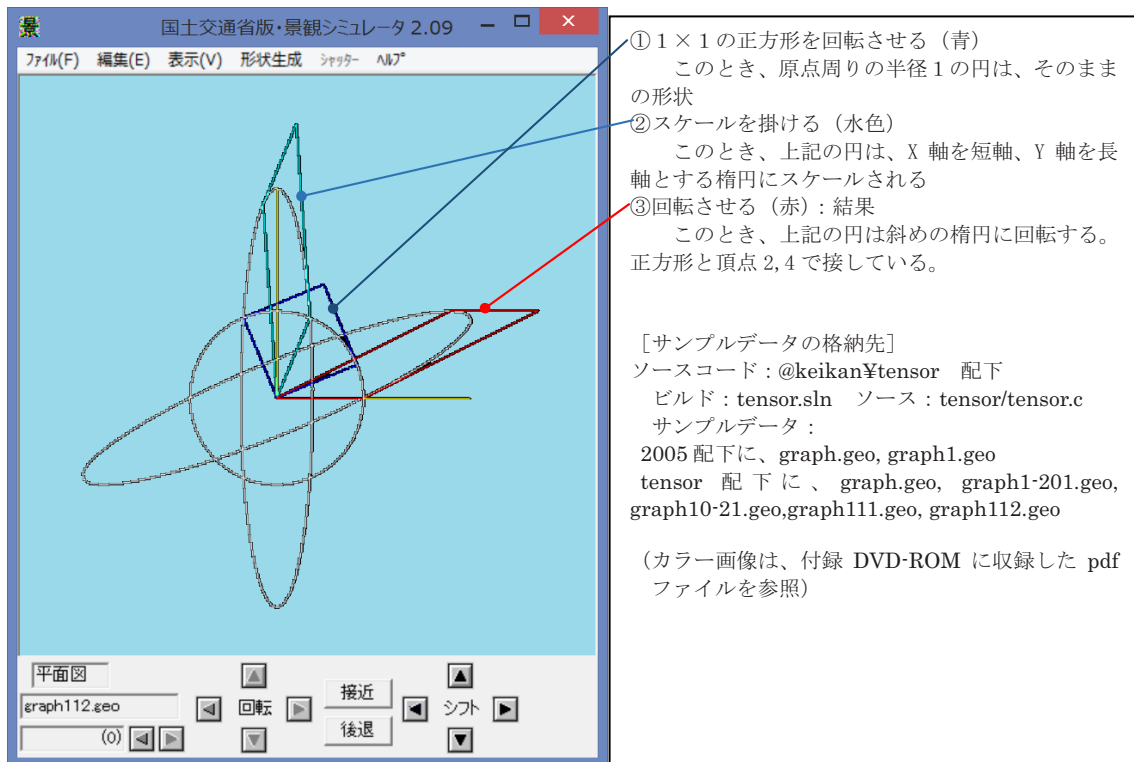 景 国土交通省版・景観シミュレータ 2.09
ファイル(F) 編集(E) 表示(V) 形状生成 シャッター ヘルプ
平面図
graph112.geo
(0)
回転
接近
後退
シフト
①１×１の正方形を回転させる（青）
このとき、原点周りの半径１の円は、そのまま
の形状
②スケールを掛ける（水色）
このとき、上記の円は、X 軸を短軸、Y 軸を長
軸とする楕円にスケールされる
③回転させる（赤）：結果
このとき、上記の円は斜めの楕円に回転する。
正方形と頂点 2,4 で接している。
［サンプルデータの格納先］
ソースコード：@keikan¥tensor 配下
ビルド：tensor.sln ソース：tensor/tensor.c
サンプルデータ：
2005 配下に、graph.geo, graph1.geo
tensor 配下に、graph.geo, graph1-201.geo,
graph10-21.geo,graph111.geo, graph112.geo
（カラー画像は、付録 DVD-ROM に収録した pdf
ファイルを参照）